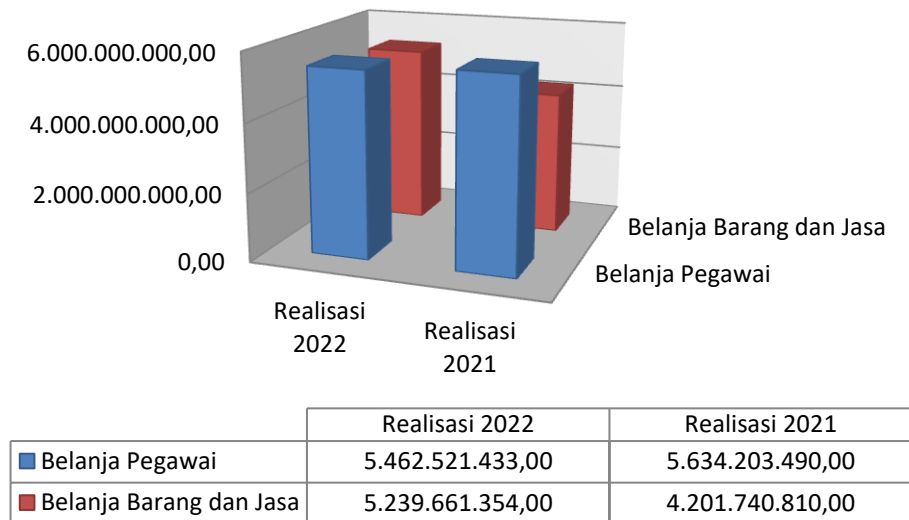 6.000.000.000,00
4.000.000.000,00
2.000.000.000,00
0,00
Belanja Barang dan Jasa
Belanja Pegawai
Realisasi
2022
Realisasi
2021
Realisasi 2022 Realisasi 2021
Belanja Pegawai 5.462.521.433,00 5.634.203.490,00
Belanja Barang dan Jasa 5.239.661.354,00 4.201.740.810,00